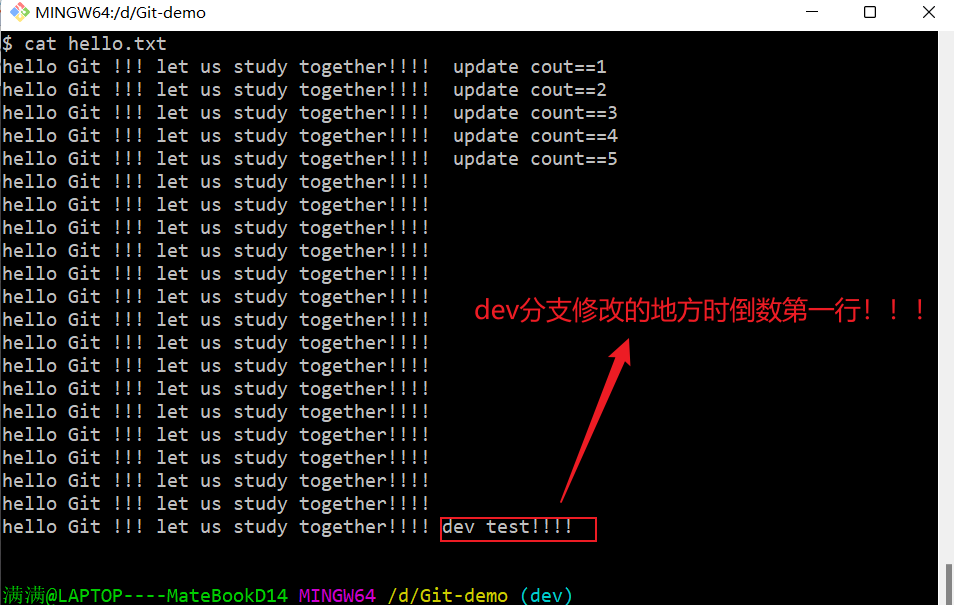 MINGW64:/d/Git-demo
$ cat hello.txt
hello Git !!! let us study together!!!!  update cout==1
hello Git !!! let us study together!!!!  update cout==2
hello Git !!! let us study together!!!!  update count==3
hello Git !!! let us study together!!!!  update count==4
hello Git !!! let us study together!!!!  update count==5
hello Git !!! let us study together!!!!
hello Git !!! let us study together!!!!
hello Git !!! let us study together!!!!
hello Git !!! let us study together!!!!
hello Git !!! let us study together!!!!
hello Git !!! let us study together!!!!
dev分支修改的地方时倒数第一行！！！
hello Git !!! let us study together!!!!
hello Git !!! let us study together!!!!
hello Git !!! let us study together!!!!
hello Git !!! let us study together!!!!
hello Git !!! let us study together!!!!
hello Git !!! let us study together!!!!
hello Git !!! let us study together!!!!
hello Git !!! let us study together!!!!
hello Git !!! let us study together!!!!
hello Git !!! let us study together!!!! dev test!!!!
满满@LAPTOP----MateBookD14 MINGW64 /d/Git-demo (dev)